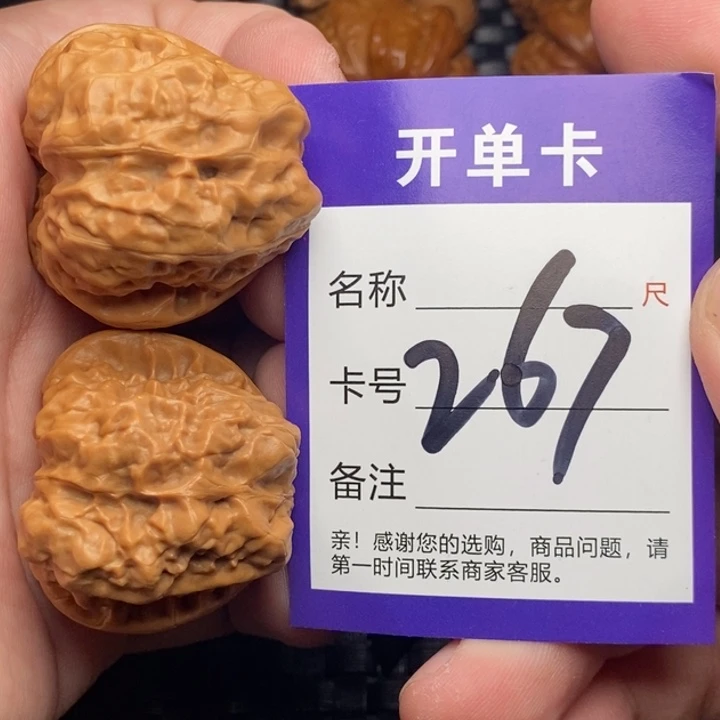 开单卡
名称 尺
卡号 267
备注
亲！感谢您的选购，商品问题，请
第一时间联系商家客服。